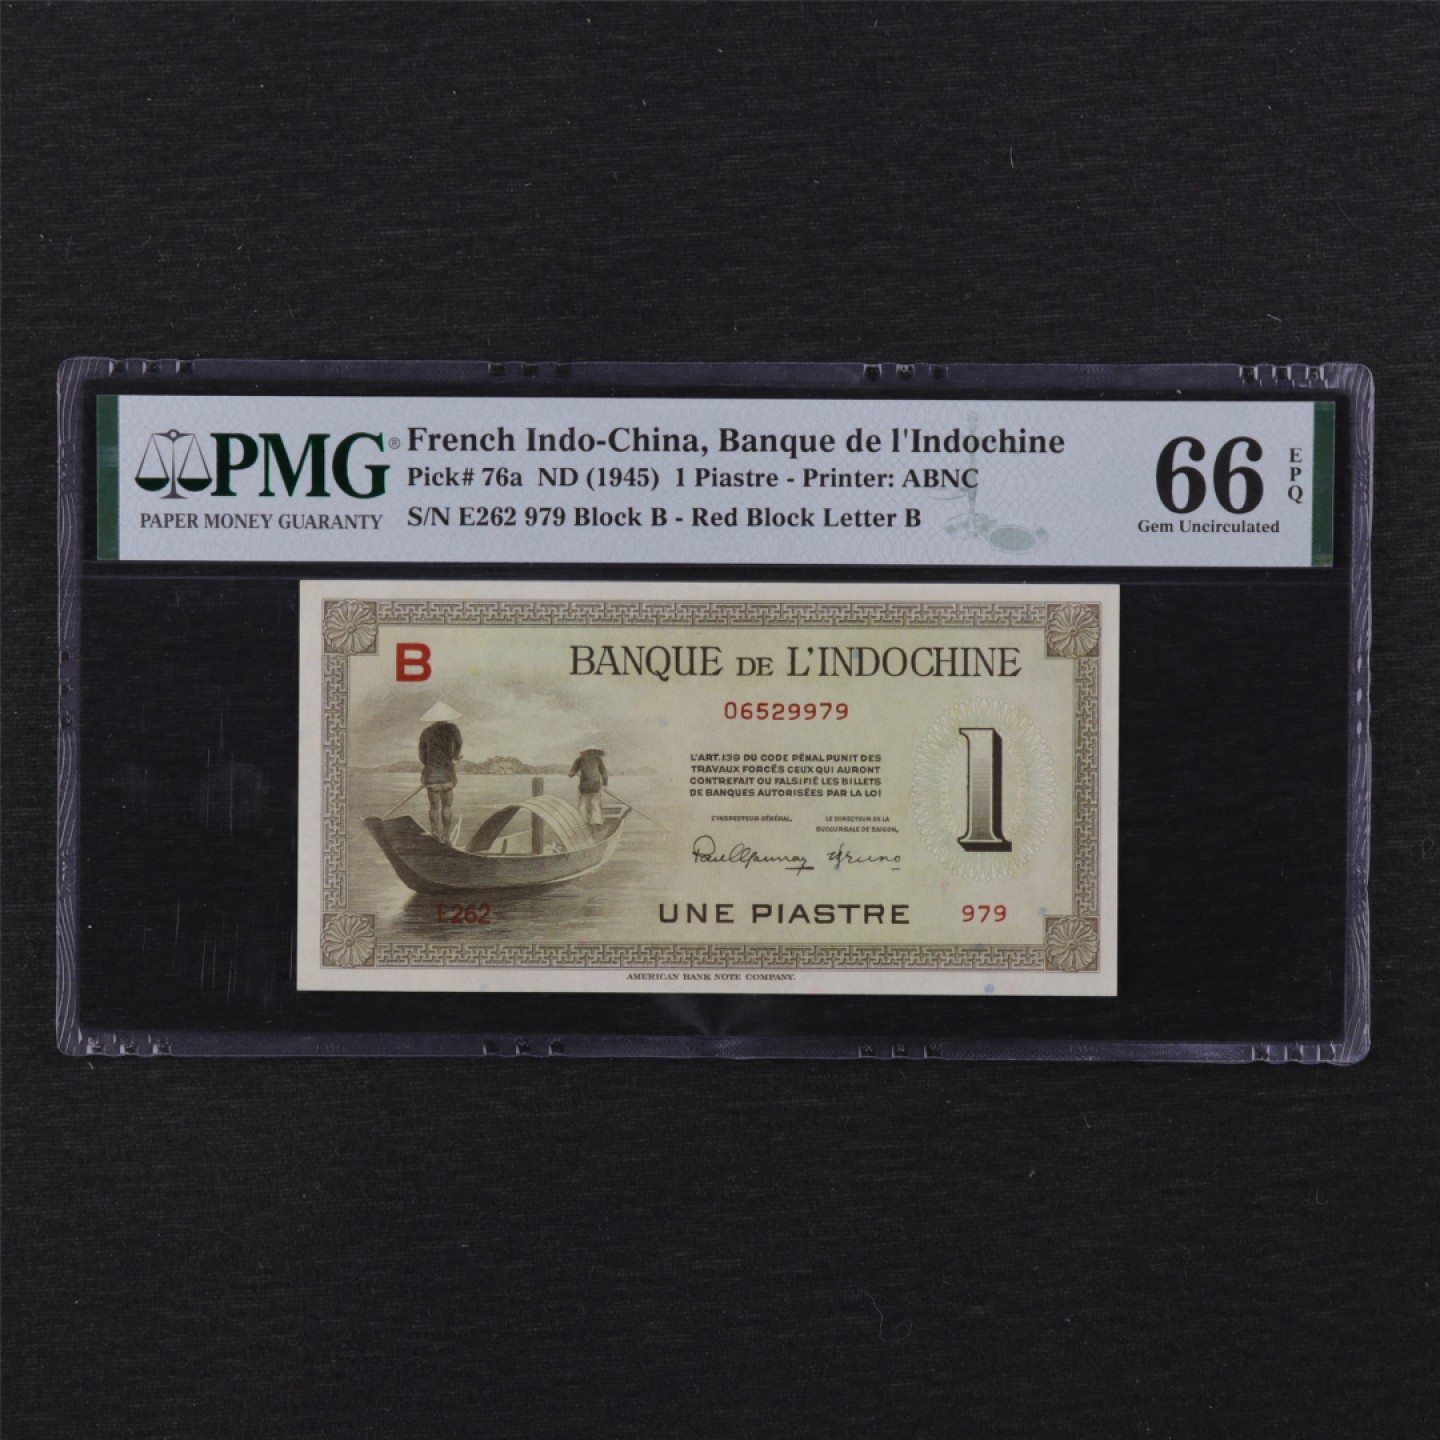 PMG®
PAPER MONEY GUARANTY
French Indo-China, Banque de l'Indochine
Pick# 76a ND (1945) 1 Piastre - Printer: ABNC
S/N E262 979 Block B - Red Block Letter B
66
EPQ
Gem Uncirculated
B
BANQUE DE L'INDOCHINE
06529979
L'ART. 139 DU CODE PÉNAL PUNIT DES
TRAVAUX FORCÉS CEUX QUI AURONT
CONTREFAIT OU FALSIFIÉ LES BILLETS
DE BANQUES AUTORISÉES PAR LA LOI
L'INSPECTEUR GÉNÉRAL,
LE DIRECTEUR DE LA
SUCCURSALE DE SAIGON,
1
E262
UNE PIASTRE
979
AMERICAN BANK NOTE COMPANY.